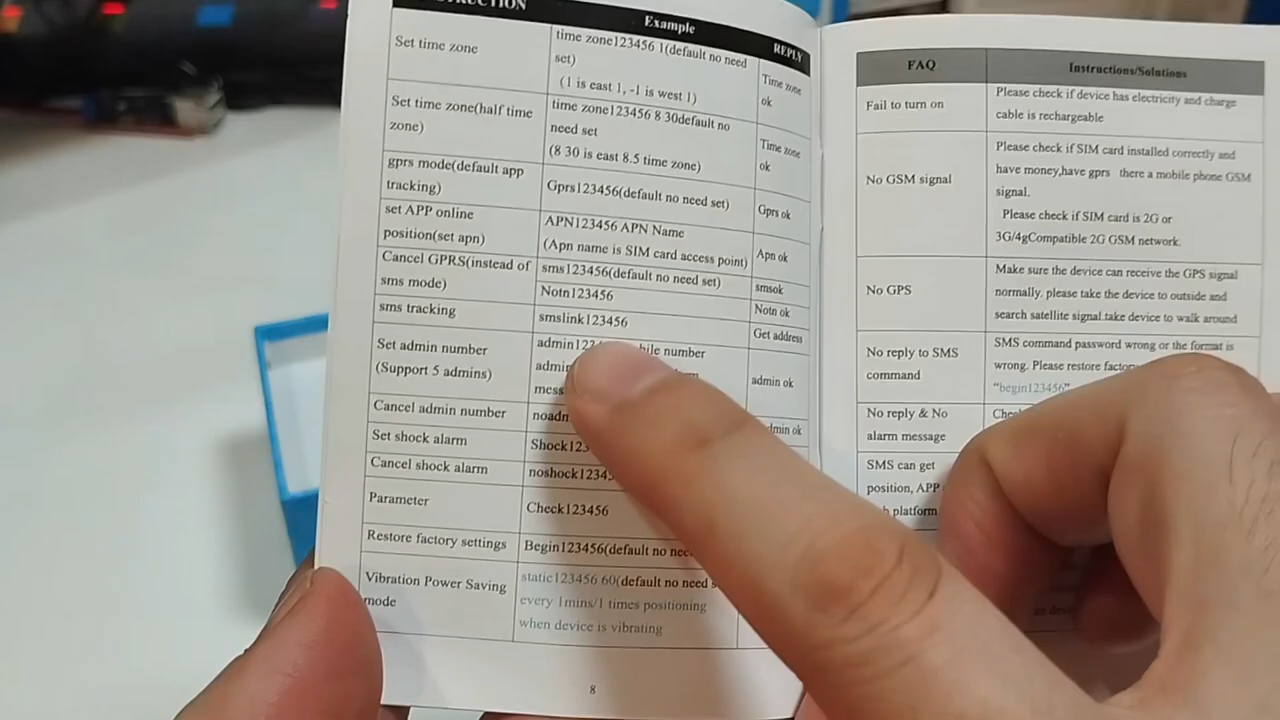 Example
REPLY
Set time zone
time zone123456 1(default no need
set)
(1 is east 1, -1 is west 1)
Time zone
ok
Set time zone(half time
zone)
time zone123456 8 30default no
need set
(8 30 is east 8.5 time zone)
Time zone
ok
gprs mode(default app
tracking)
Gprs123456(default no need set)
Gprs ok
set APP online
position(set apn)
APN123456 APN Name
(Apn name is SIM card access point)
Apn ok
Cancel GPRS(instead of
sms mode)
sms123456(default no need set)
smsok
Notn123456
Notn ok
sms tracking
smslink123456
Get address
Set admin number
(Support 5 admins)
number
admin ok
Cancel admin number
Set shock alarm
Cancel shock alarm
Parameter
Check123456
Restore factory settings
Begin123456(default no
Vibration Power Saving
mode
static123456 60(default no need
every 1mins/1 times positioning
when device is vibrating
8
FAQ
Instructions/Solutions
Fail to turn on
Please check if device has electricity and charge
cable is rechargeable
No GSM signal
Please check if SIM card installed correctly and
have money,have gprs there a mobile phone GSM
signal.
Please check if SIM card is 2G or
3G/4gCompatible 2G GSM network.
No GPS
Make sure the device can receive the GPS signal
normally, please take the device to outside and
search satellite signal.take device to walk around
No reply to SMS
command
SMS command password wrong or the format is
wrong. Please restore
"begin123456"
No reply & No
alarm message
SMS can get
position, APP
platform